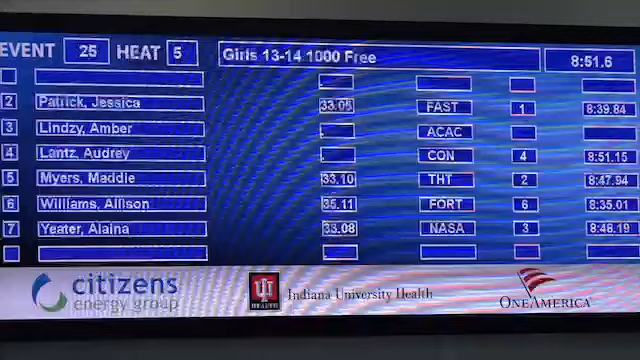 EVENT 25 HEAT 5 Girls 13-14 1000 Free 8:51.6
2 Patrick, Jessica 33.05 FAST 1 8:39.84
3 Lindzy, Amber . ACAC
4 Lantz, Audrey . CON 4 8:51.15
5 Myers, Maddie 33.10 THT 2 8:47.94
6 Williams, Allison 35.11 FORT 6 8:35.01
7 Yeater, Alaina 33.08 NASA 3 8:46.19
citizens energy group
Indiana University Health
ONEAMERICA